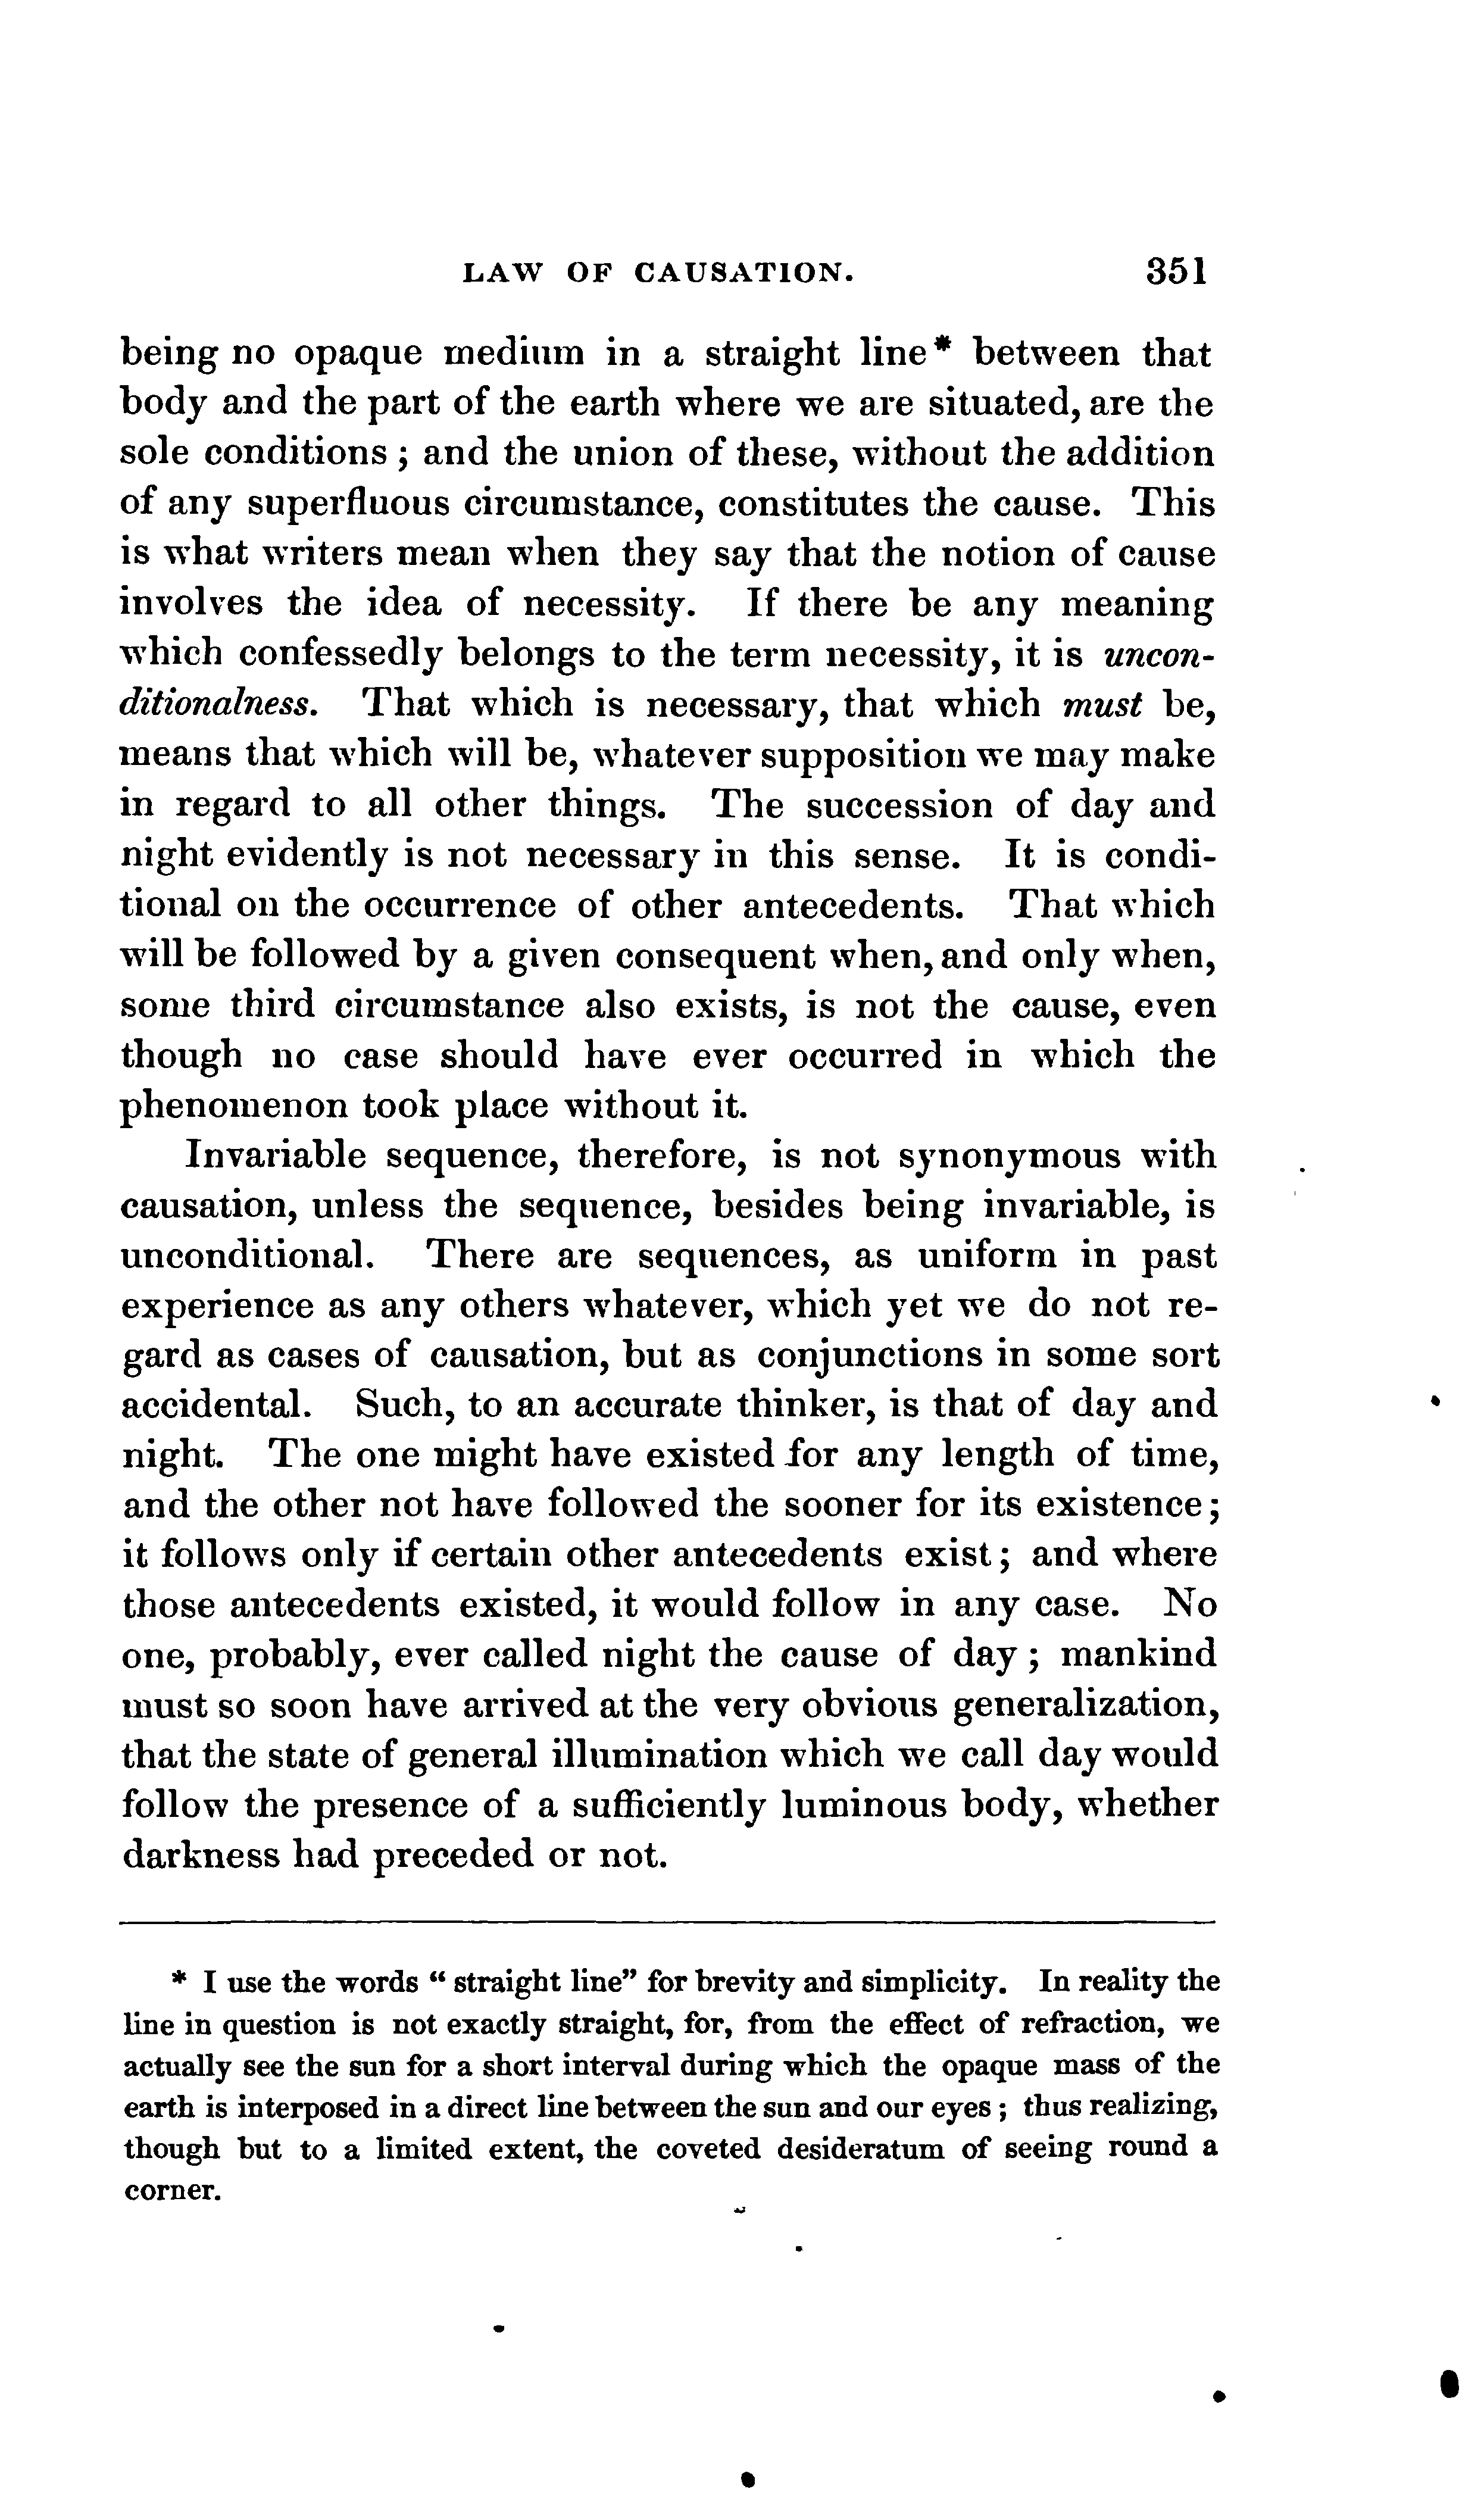 LAW OF CAUSATION. 351
being no opaque medium in a straight line* between that
body and the part of the earth where we are situated, are the
sole conditions ; and the union of these, without the addition
of any superfluous circumstance, constitutes the cause. This
is what writers mean when they say that the notion of cause
involves the idea of necessity. If there be any meaning
which confessedly belongs to the term necessity, it is uncon-
ditionalness. That which is necessary, that which must be,
means that which will be, whatever supposition we may make
in regard to all other things. The succession of day and
night evidently is not necessary in this sense. It is condi-
tional on the occurrence of other antecedents. That which
will be followed by a given consequent when, and only when,
some third circumstance also exists, is not the cause, even
though no case should have ever occurred in which the
phenomenon took place without it.
Invariable sequence, therefore, is not synonymous with
causation, unless the sequence, besides being invariable, is
unconditional. There are sequences, as uniform in past
experience as any others whatever, which yet we do not re-
gard as cases of causation, but as conjunctions in some sort
accidental. Such, to an accurate thinker, is that of day and
night. The one might have existed for any length of time,
and the other not have followed the sooner for its existence;
it follows only if certain other antecedents exist; and where
those antecedents existed, it would follow in any case. No
one, probably, ever called night the cause of day ; mankind
must so soon have arrived at the very obvious generalization,
that the state of general illumination which we call day would
follow the presence of a sufficiently luminous body, whether
darkness had preceded or not.
* I use the words “ straight line” for brevity and simplicity. In reality the
line in question is not exactly straight, for, from the effect of refraction, we
actually see the sun for a short interval during which the opaque mass of the
earth is interposed in a direct line between the sun and our eyes ; thus realizing,
though but to a limited extent, the coveted desideratum of seeing round a
corner.